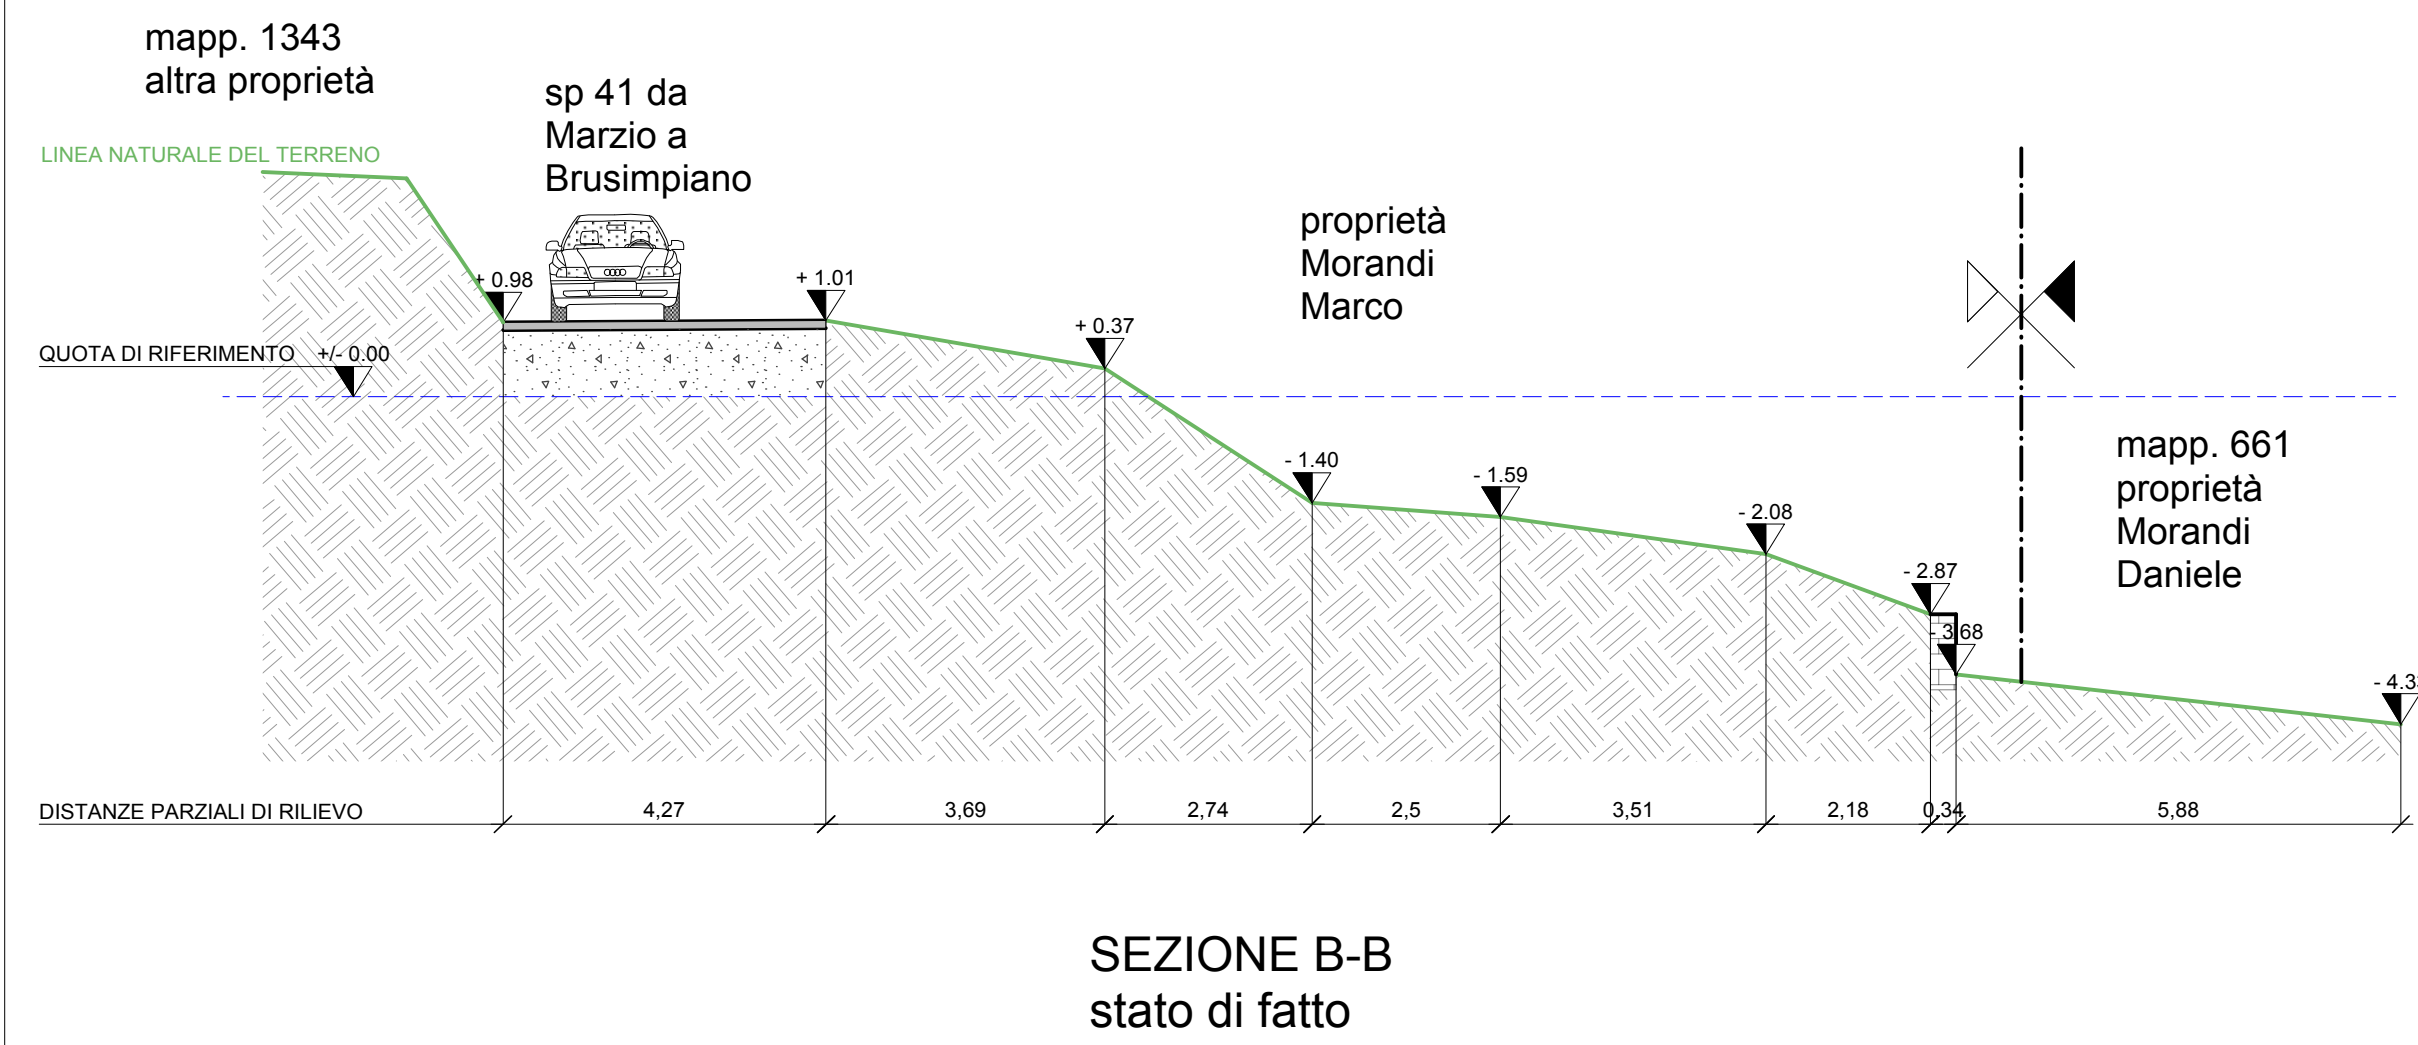 mapp. 1343
altra proprietà
sp 41 da
Marzio a
Brusimpiano
LINEA NATURALE DEL TERRENO
proprietà
Morandi
Marco
+ 0.98
+ 1.01
+ 0.37
QUOTA DI RIFERIMENTO +/- 0.00
mapp. 661
proprietà
Morandi
Daniele
- 1.40
- 1.59
- 2.08
- 2.87
- 3.68
DISTANZE PARZIALI DI RILIEVO
4,27
3,69
2,74
2,5
3,51
2,18
0,34
5,88
SEZIONE B-B
stato di fatto